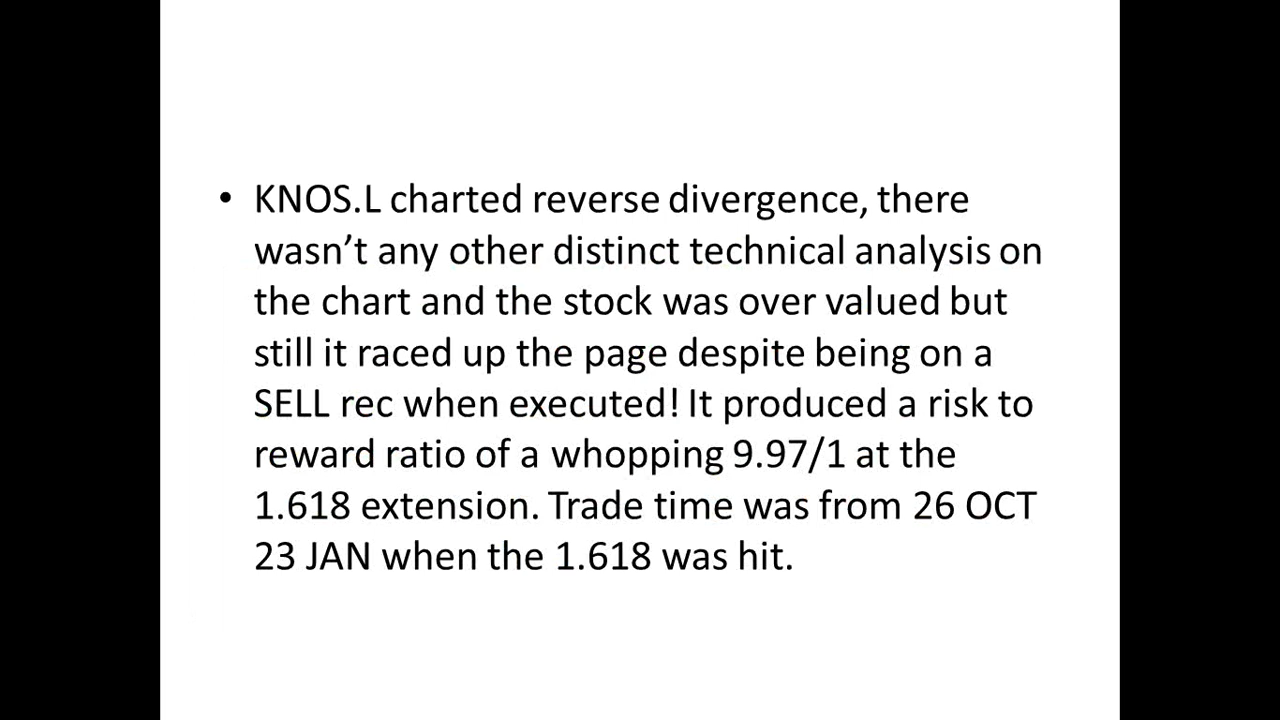 • KNOS.L charted reverse divergence, there
wasn’t any other distinct technical analysis on
the chart and the stock was over valued but
still it raced up the page despite being on a
SELL rec when executed! It produced a risk to
reward ratio of a whopping 9.97/1 at the
1.618 extension. Trade time was from 26 OCT
23 JAN when the 1.618 was hit.